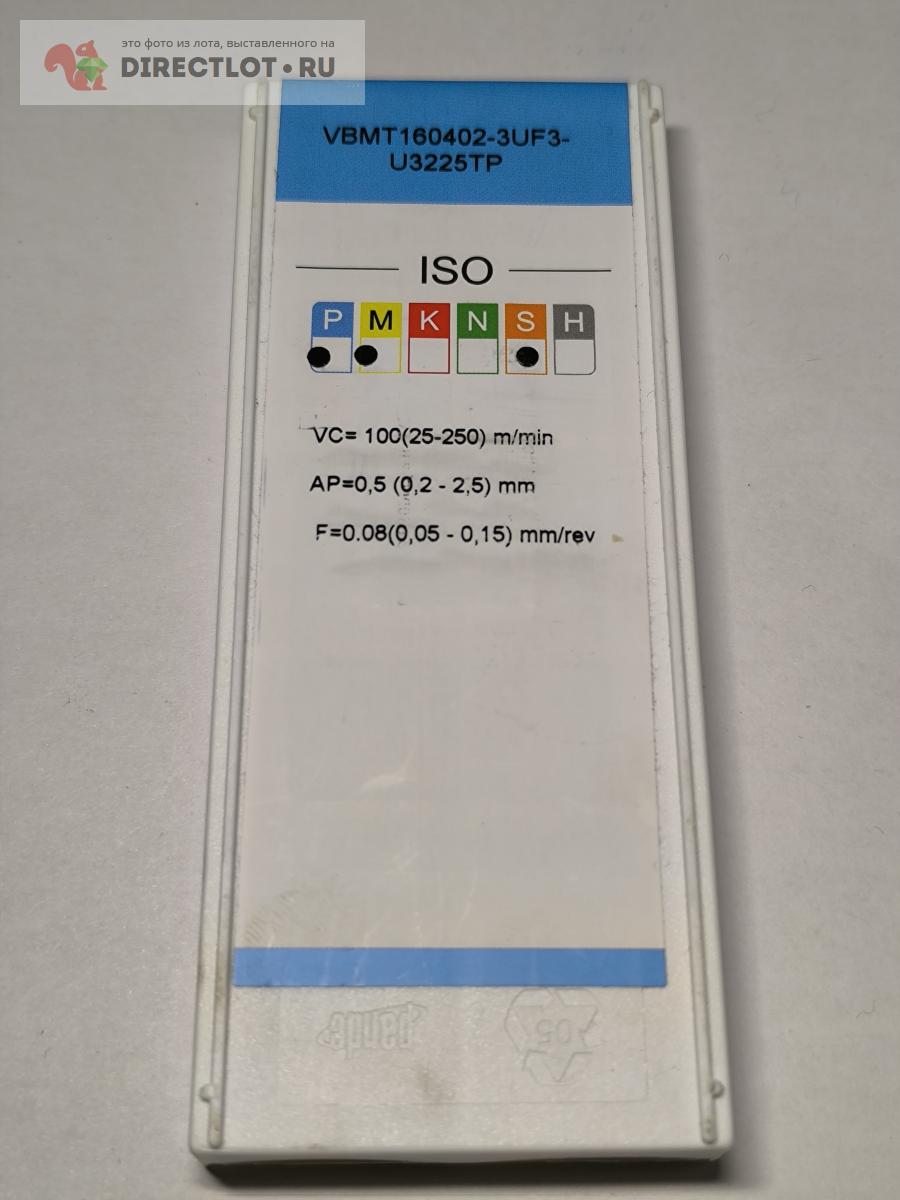 это фото из лота, выставленного на
DIRECTLOT.RU
VBMT160402-3UF3-
U3225TP
ISO
P M K N S H
VC= 100(25-250) m/min
AP=0,5 (0,2 - 2,5) mm
F=0.08(0,05 - 0,15) mm/rev
05